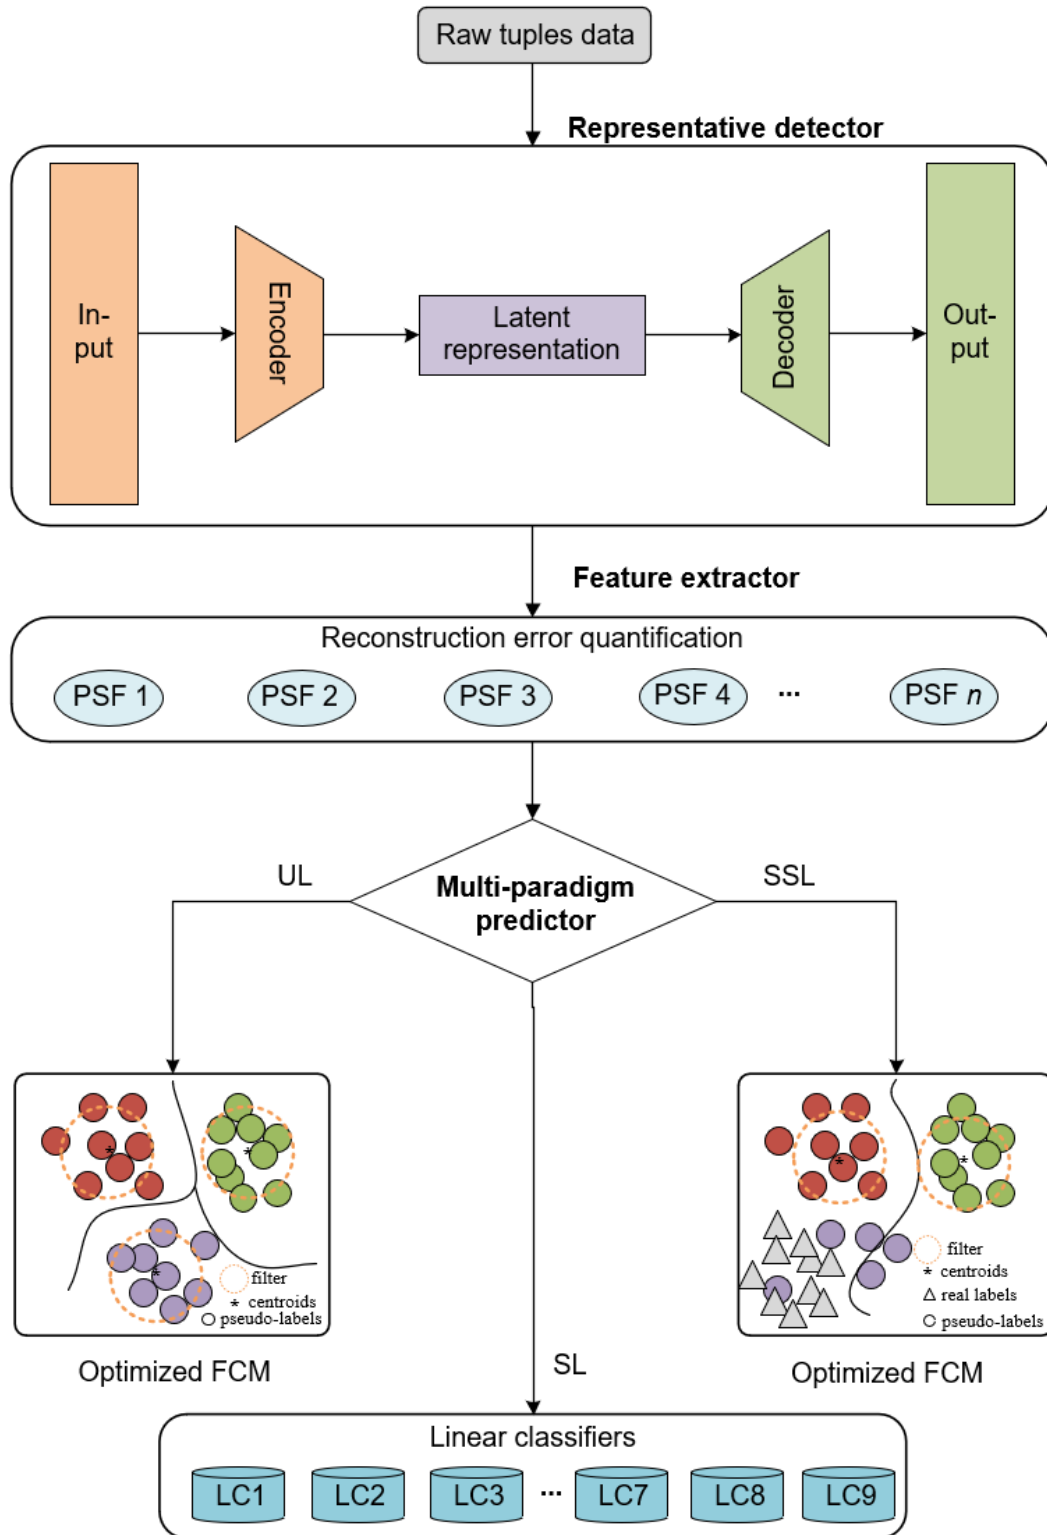 Raw tuples data
Representative detector
In-
put
Encoder
Latent
representation
Decoder
Out-
put
Feature extractor
Reconstruction error quantification
PSF 1
PSF 2
PSF 3
PSF 4
...
PSF n
UL
Multi-paradigm
predictor
SSL
filter
* centroids
pseudo-labels
Optimized FCM
filter
* centroids
real labels
pseudo-labels
Optimized FCM
SL
Linear classifiers
LC1
LC2
LC3
...
LC7
LC8
LC9